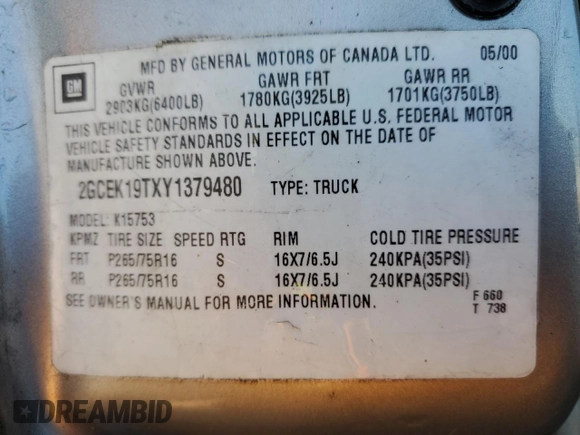 MFD BY GENERAL MOTORS OF CANADA LTD. 05/00
GM
GVWR GAWR FRT GAWR RR
2903KG(6400LB) 1780KG(3925LB) 1701KG(3750LB)
THIS VEHICLE CONFORMS TO ALL APPLICABLE U.S. FEDERAL MOTOR
VEHICLE SAFETY STANDARDS IN EFFECT ON THE DATE OF
MANUFACTURE SHOWN ABOVE.
2GCEK19TXY1379480 TYPE: TRUCK
MODEL: K15753
KPMZ TIRE SIZE SPEED RTG RIM COLD TIRE PRESSURE
FRT P265/75R16 S 16X7/6.5J 240KPA(35PSI)
RR P265/75R16 S 16X7/6.5J 240KPA(35PSI)
SEE OWNER'S MANUAL FOR MORE INFORMATION.
F 660
T 738
DREAMBID